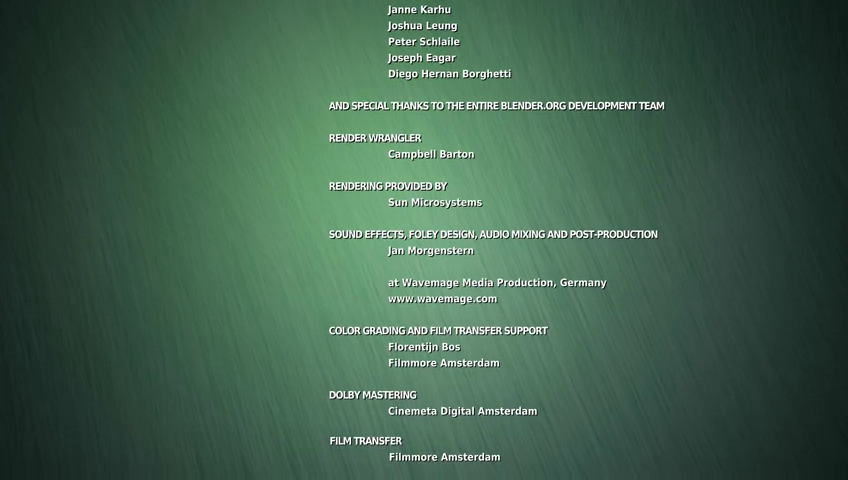 Janne Karhu
Joshua Leung
Peter Schlaile
Joseph Eagar
Diego Hernan Borghetti
AND SPECIAL THANKS TO THE ENTIRE BLENDER.ORG DEVELOPMENT TEAM
RENDER WRANGLER
Campbell Barton
RENDERING PROVIDED BY
Sun Microsystems
SOUND EFFECTS, FOLEY DESIGN, AUDIO MIXING AND POST-PRODUCTION
Jan Morgenstern
at Wavemage Media Production, Germany
www.wavemage.com
COLOR GRADING AND FILM TRANSFER SUPPORT
Florentijn Bos
Filmmore Amsterdam
DOLBY MASTERING
Cinemeta Digital Amsterdam
FILM TRANSFER
Filmmore Amsterdam